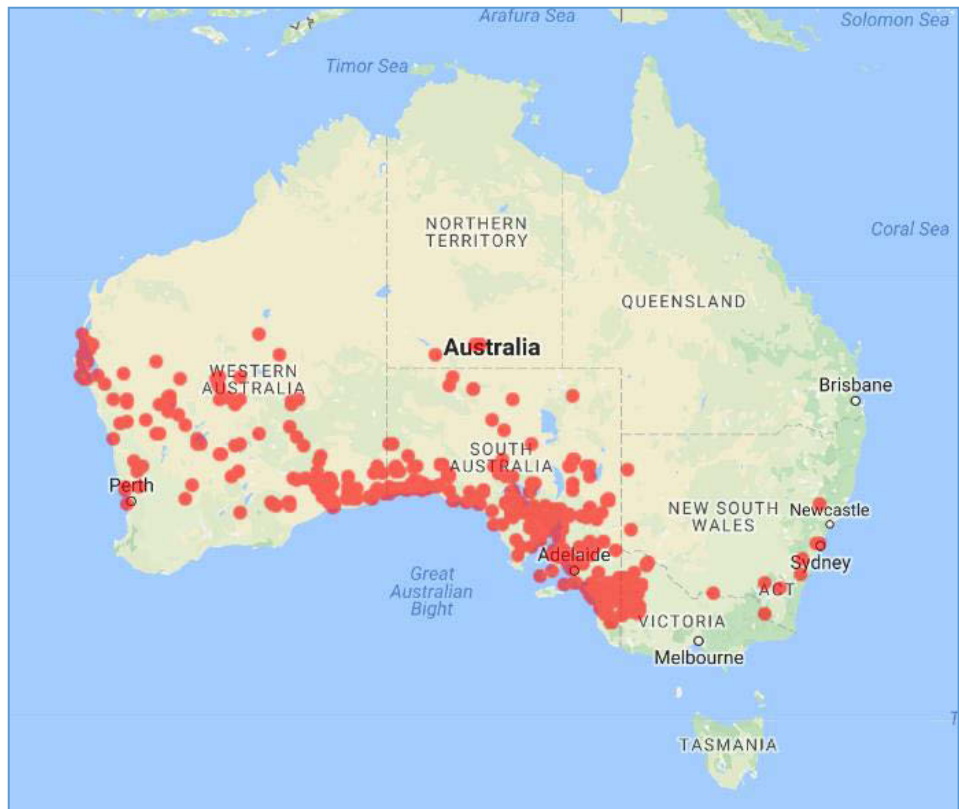 Arafura Sea
Solomon Sea
Timor Sea
NORTHERN
TERRITORY
Coral Sea
QUEENSLAND
Australia
WESTERN
AUSTRALIA
Brisbane
SOUTH
AUSTRALIA
Perth
NEW SOUTH
WALES
Newcastle
Adelaide
Sydney
Great
Australian
Bight
ACT
VICTORIA
Melbourne
T
TASMANIA